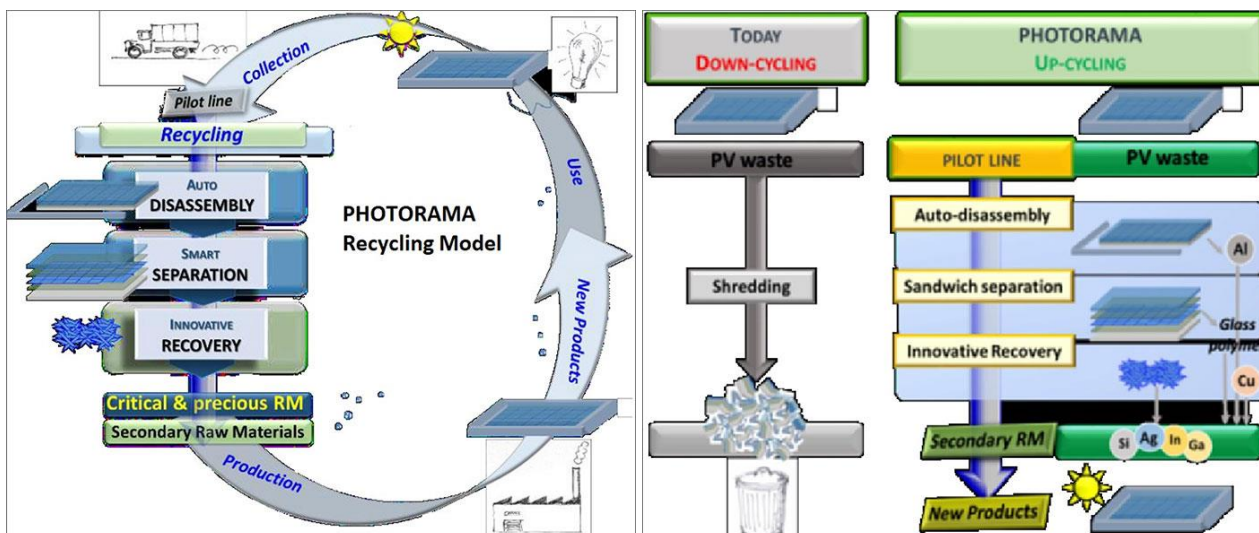 Collection
Pilot line
Recycling
AUTO
DISASSEMBLY
SMART
SEPARATION
INNOVATIVE
RECOVERY
Critical & precious RM
Secondary Raw Materials
Production
PHOTORAMA
Recycling Model
Use
New Products
TODAY
DOWN-CYCLING
PV waste
Shredding
PHOTORAMA
UP-CYCLING
PILOT LINE
PV waste
Auto-disassembly
Al
Sandwich separation
Glass
polyme
Innovative Recovery
Cu
Secondary RM
Si
Ag
In
Ga
New Products